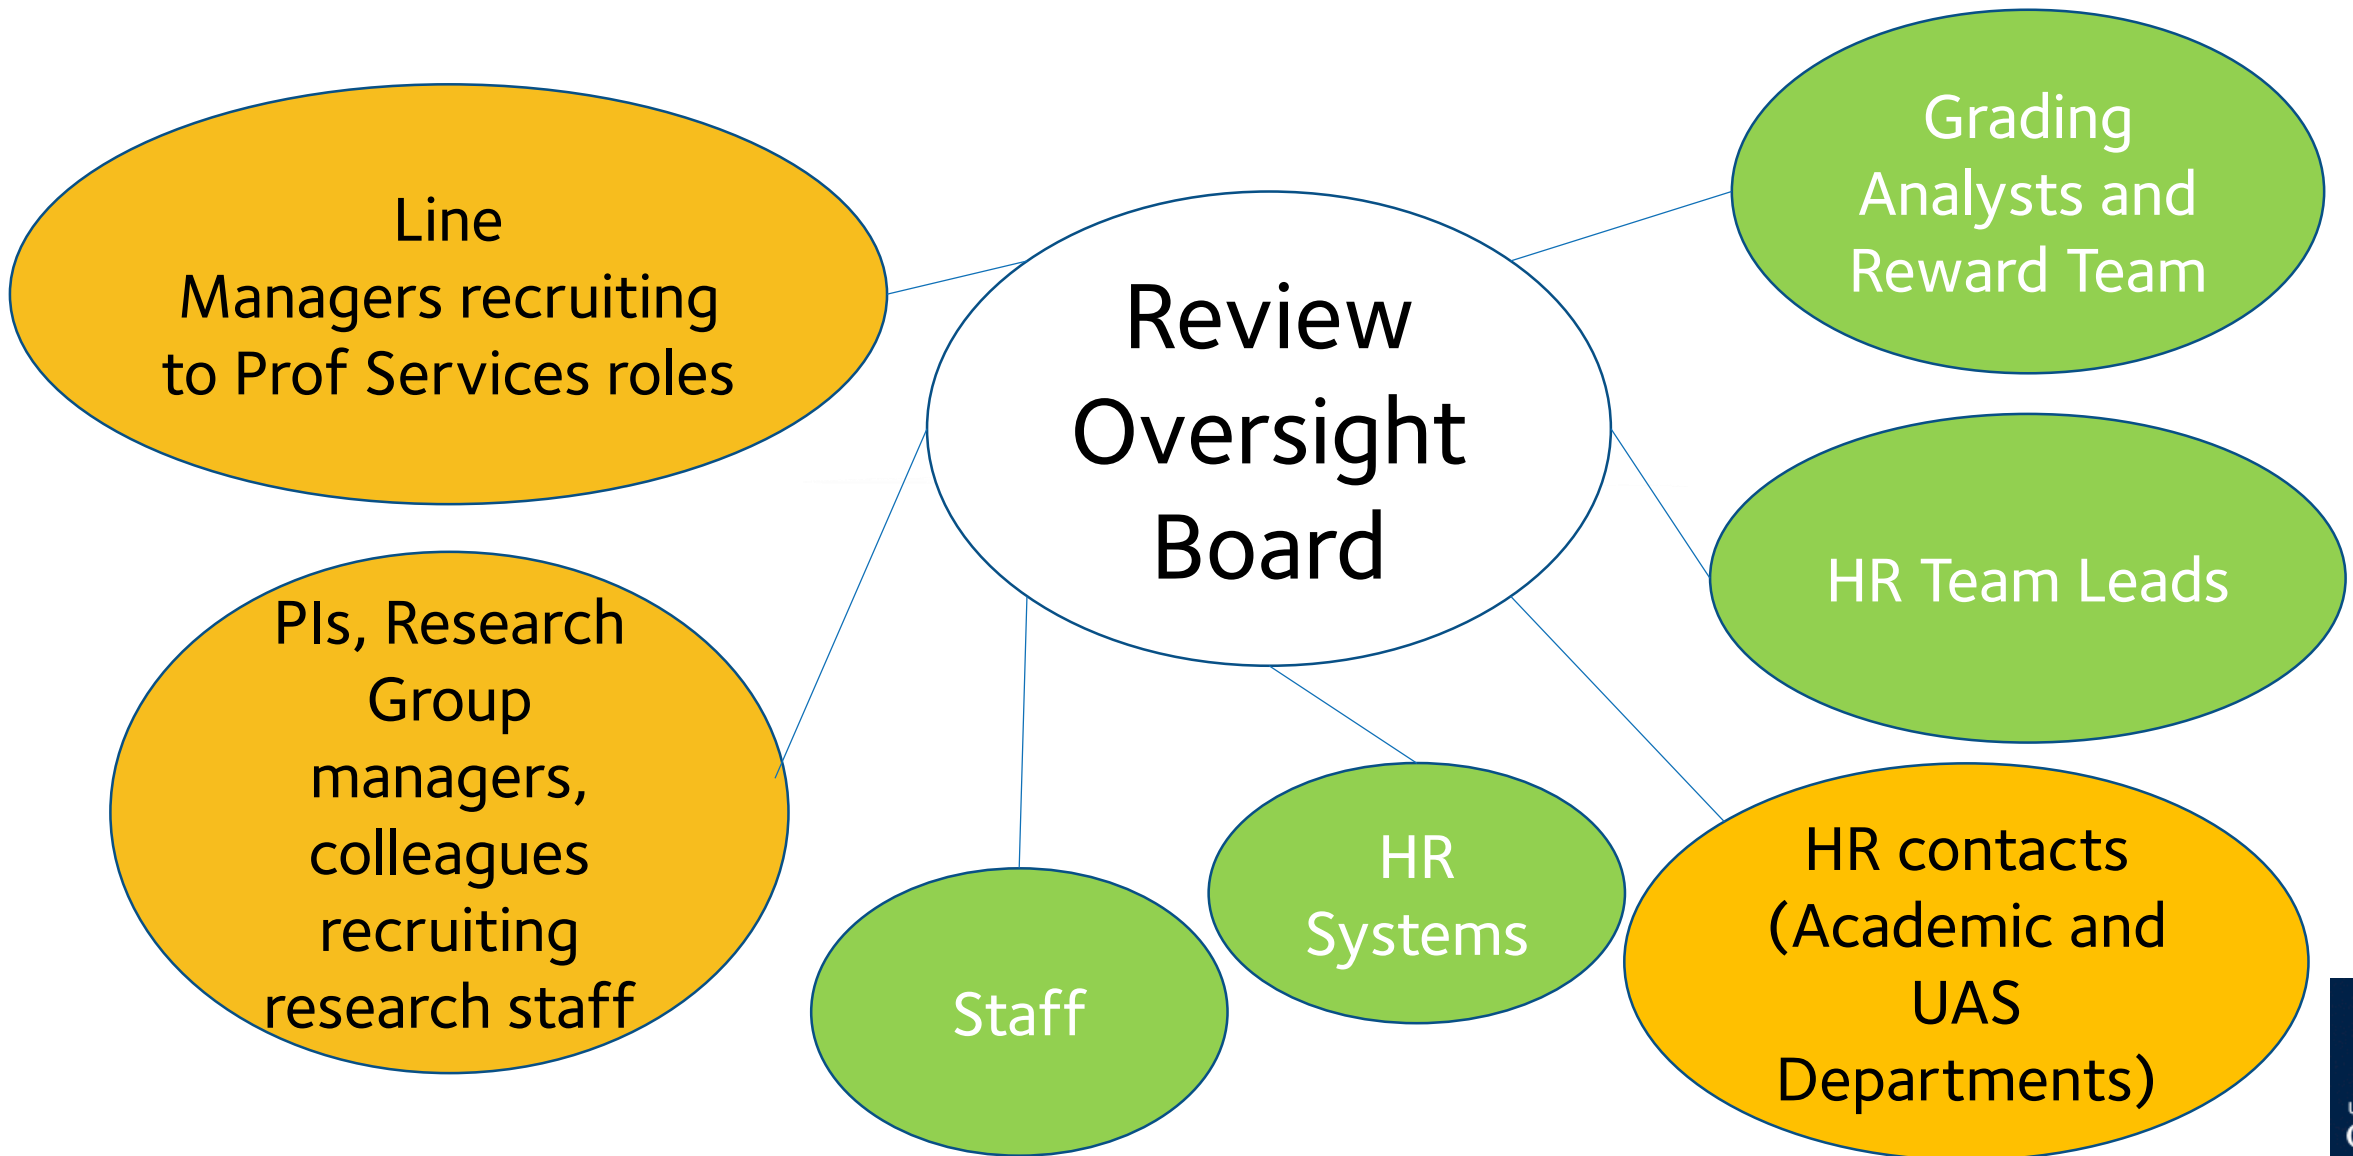 Line
Managers recruiting
to Prof Services roles
Review
Oversight
Board
Grading
Analysts and
Reward Team
HR Team Leads
PIs, Research
Group
managers,
colleagues
recruiting
research staff
Staff
HR
Systems
HR contacts
(Academic and
UAS
Departments)